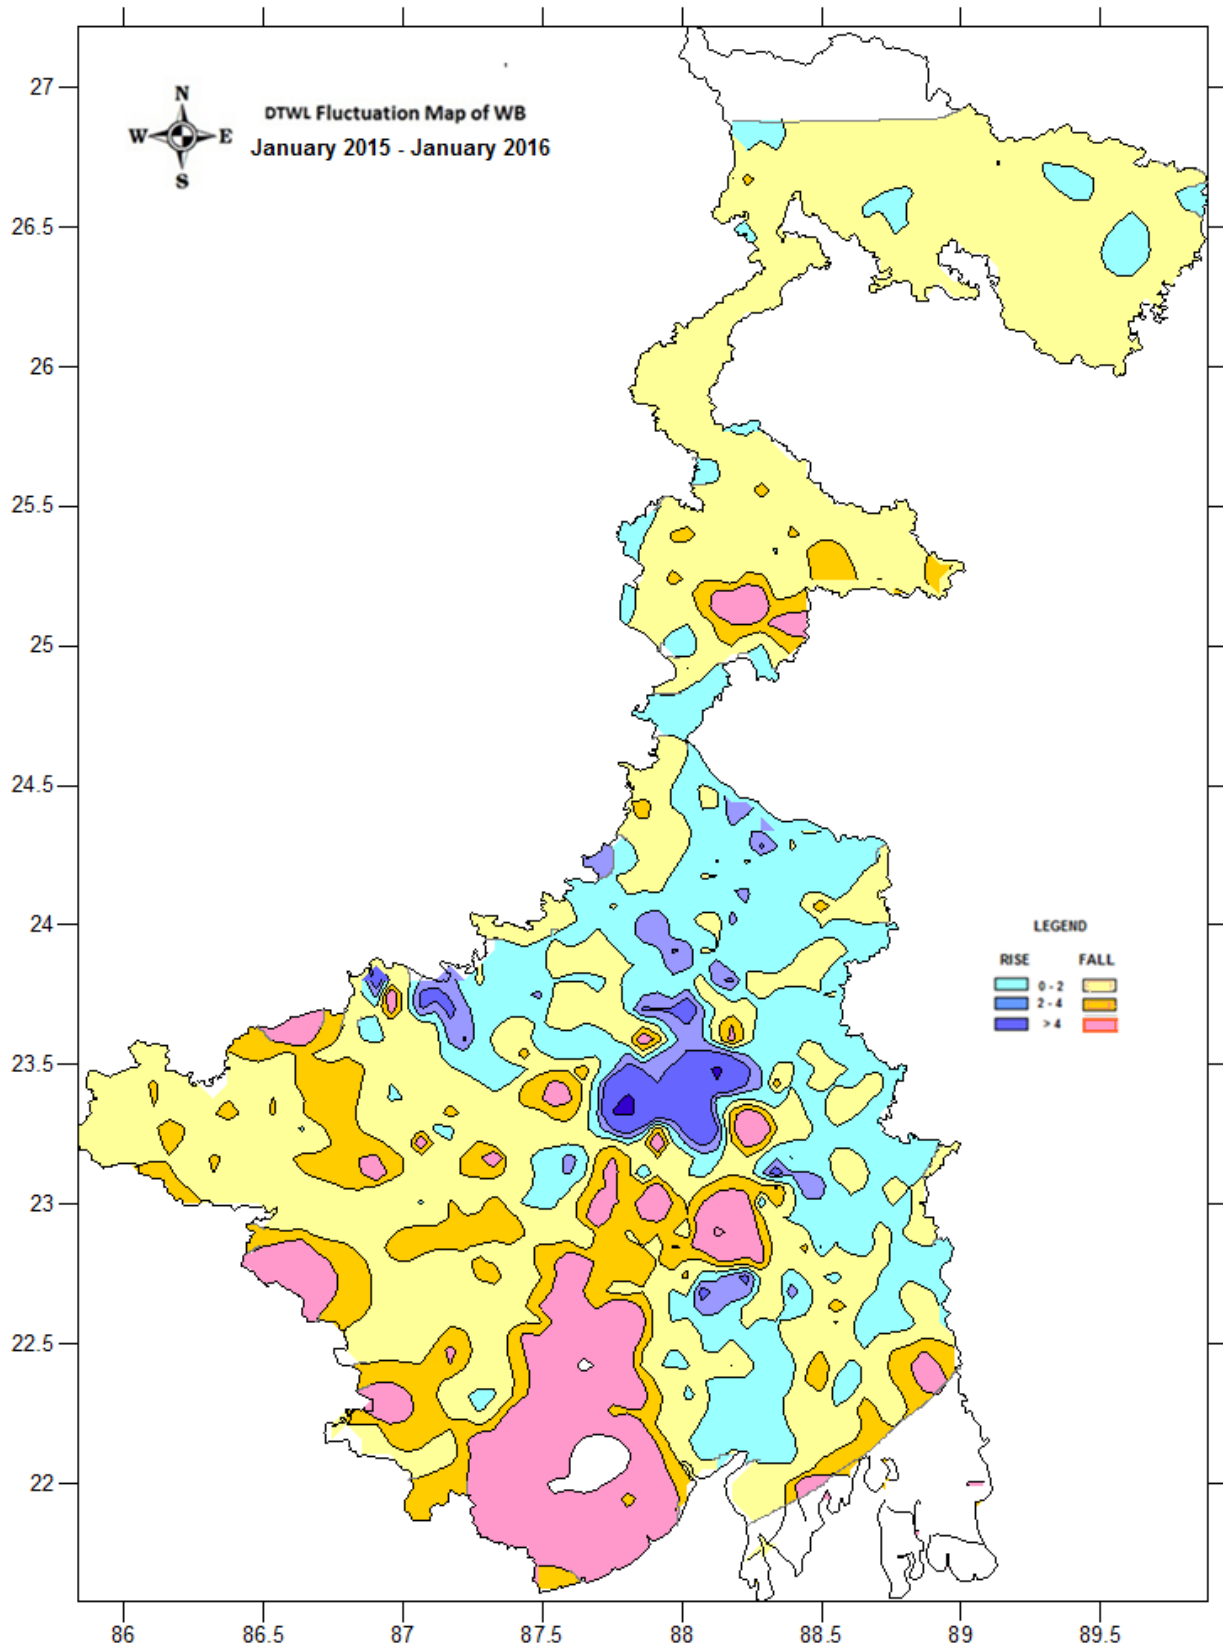 27
N
W E
S
DTWL Fluctuation Map of WB
January 2015 - January 2016
26.5
26
25.5
25
24.5
24
LEGEND
RISE FALL
0 - 2
2 - 4
> 4
23.5
23
22.5
22
86 86.5 87 87.5 88 88.5 89 89.5